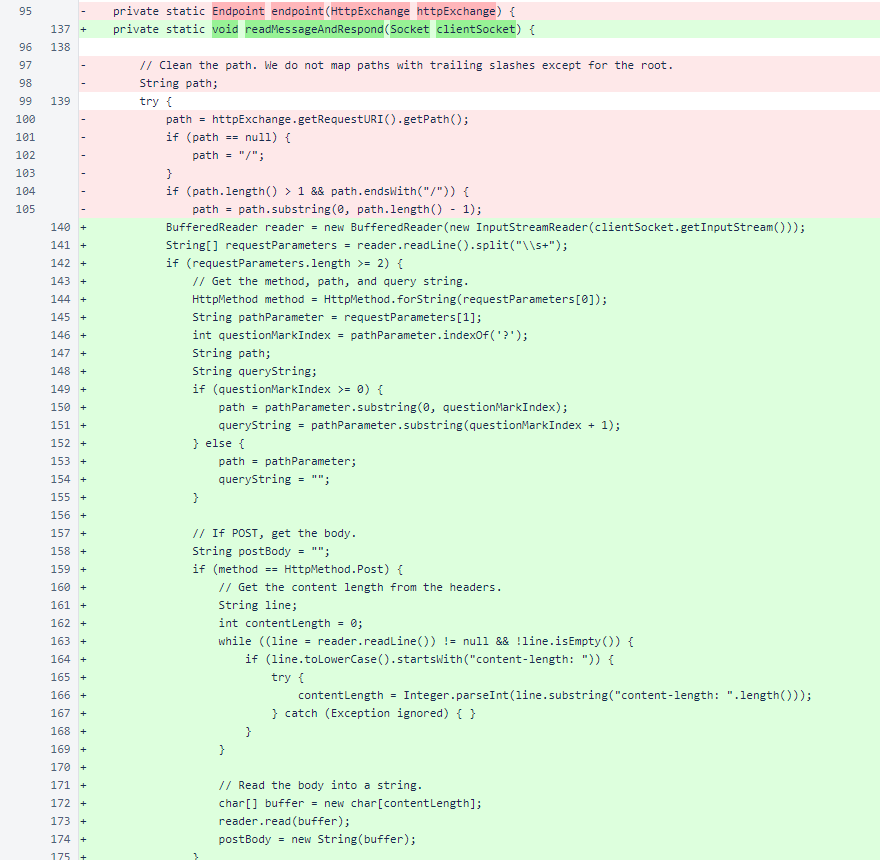 95 - private static Endpoint endpoint(HttpExchange httpExchange) {
137 + private static void readMessageAndRespond(Socket clientSocket) {
96 138
97 - // Clean the path. We do not map paths with trailing slashes except for the root.
98 - String path;
99 139 try {
100 - path = httpExchange.getRequestURI().getPath();
101 - if (path == null) {
102 - path = "/";
103 - }
104 - if (path.length() > 1 && path.endsWith("/")) {
105 - path = path.substring(0, path.length() - 1);
140 + BufferedReader reader = new BufferedReader(new InputStreamReader(clientSocket.getInputStream()));
141 + String[] requestParameters = reader.readLine().split("\\s+");
142 + if (requestParameters.length >= 2) {
143 + // Get the method, path, and query string.
144 + HttpMethod method = HttpMethod.forString(requestParameters[0]);
145 + String pathParameter = requestParameters[1];
146 + int questionMarkIndex = pathParameter.indexOf('?');
147 + String path;
148 + String queryString;
149 + if (questionMarkIndex >= 0) {
150 + path = pathParameter.substring(0, questionMarkIndex);
151 + queryString = pathParameter.substring(questionMarkIndex + 1);
152 + } else {
153 + path = pathParameter;
154 + queryString = "";
155 + }
156 +
157 + // If POST, get the body.
158 + String postBody = "";
159 + if (method == HttpMethod.Post) {
160 + // Get the content length from the headers.
161 + String line;
162 + int contentLength = 0;
163 + while ((line = reader.readLine()) != null && !line.isEmpty()) {
164 + if (line.toLowerCase().startsWith("content-length: ")) {
165 + try {
166 + contentLength = Integer.parseInt(line.substring("content-length: ".length()));
167 + } catch (Exception ignored) { }
168 + }
169 + }
170 +
171 + // Read the body into a string.
172 + char[] buffer = new char[contentLength];
173 + reader.read(buffer);
174 + postBody = new String(buffer);
175 + }